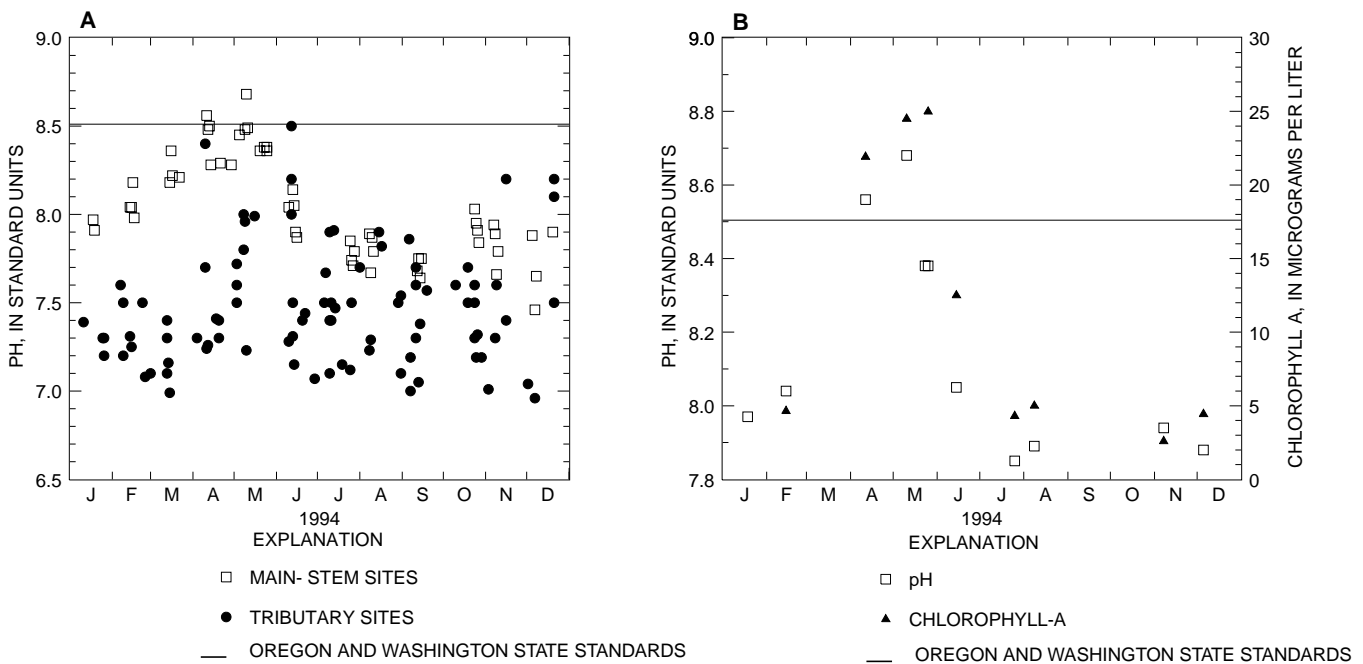 A
9.0
8.5
8.0
7.5
7.0
6.5
PH, IN STANDARD UNITS
J F M A M J J A S O N D
1994
EXPLANATION
MAIN- STEM SITES
TRIBUTARY SITES
OREGON AND WASHINGTON STATE STANDARDS
B
9.0
8.8
8.6
8.4
8.2
8.0
7.8
PH, IN STANDARD UNITS
30
25
20
15
10
5
0
CHLOROPHYLL A, IN MICROGRAMS PER LITER
J F M A M J J A S O N D
1994
EXPLANATION
pH
CHLOROPHYLL-A
OREGON AND WASHINGTON STATE STANDARDS